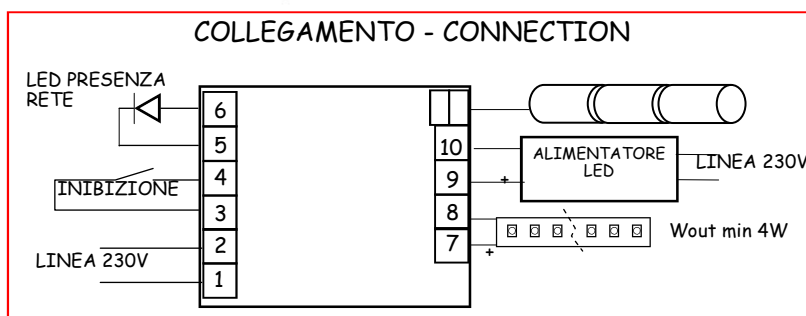 COLLEGAMENTO - CONNECTION
LED PRESENZA
RETE
6
5
4
INIBIZIONE
3
2
LINEA 230V
1
10
ALIMENTATORE
LED
LINEA 230V
9
+
8
7
+
Wout min 4W